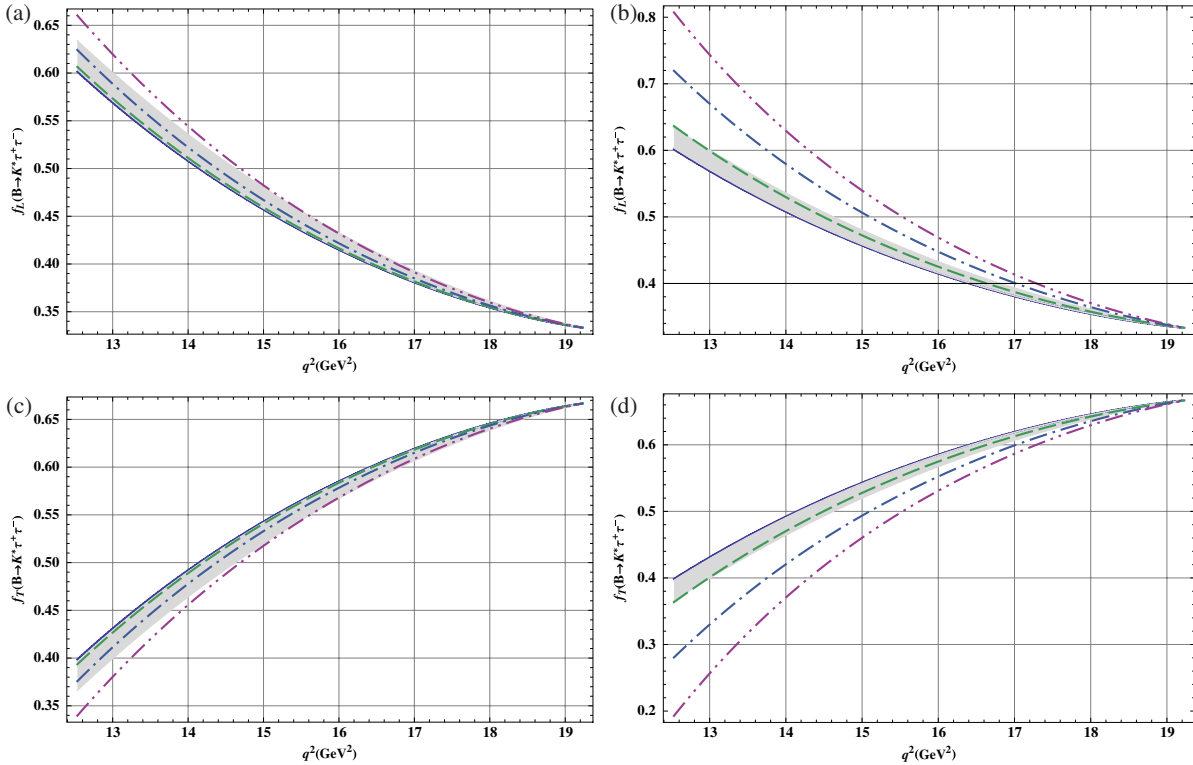 (a)
0.65
0.60
0.55
0.50
0.45
0.40
0.35
f_L(B→K*τ⁺τ⁻)
13 14 15 16 17 18 19
q²(GeV²)
(b)
0.8
0.7
0.6
0.5
0.4
f_L(B→K*τ⁺τ⁻)
13 14 15 16 17 18 19
q²(GeV²)
(c)
0.65
0.60
0.55
0.50
0.45
0.40
0.35
f_T(B→K*τ⁺τ⁻)
13 14 15 16 17 18 19
q²(GeV²)
(d)
0.6
0.5
0.4
0.3
0.2
f_T(B→K*τ⁺τ⁻)
13 14 15 16 17 18 19
q²(GeV²)